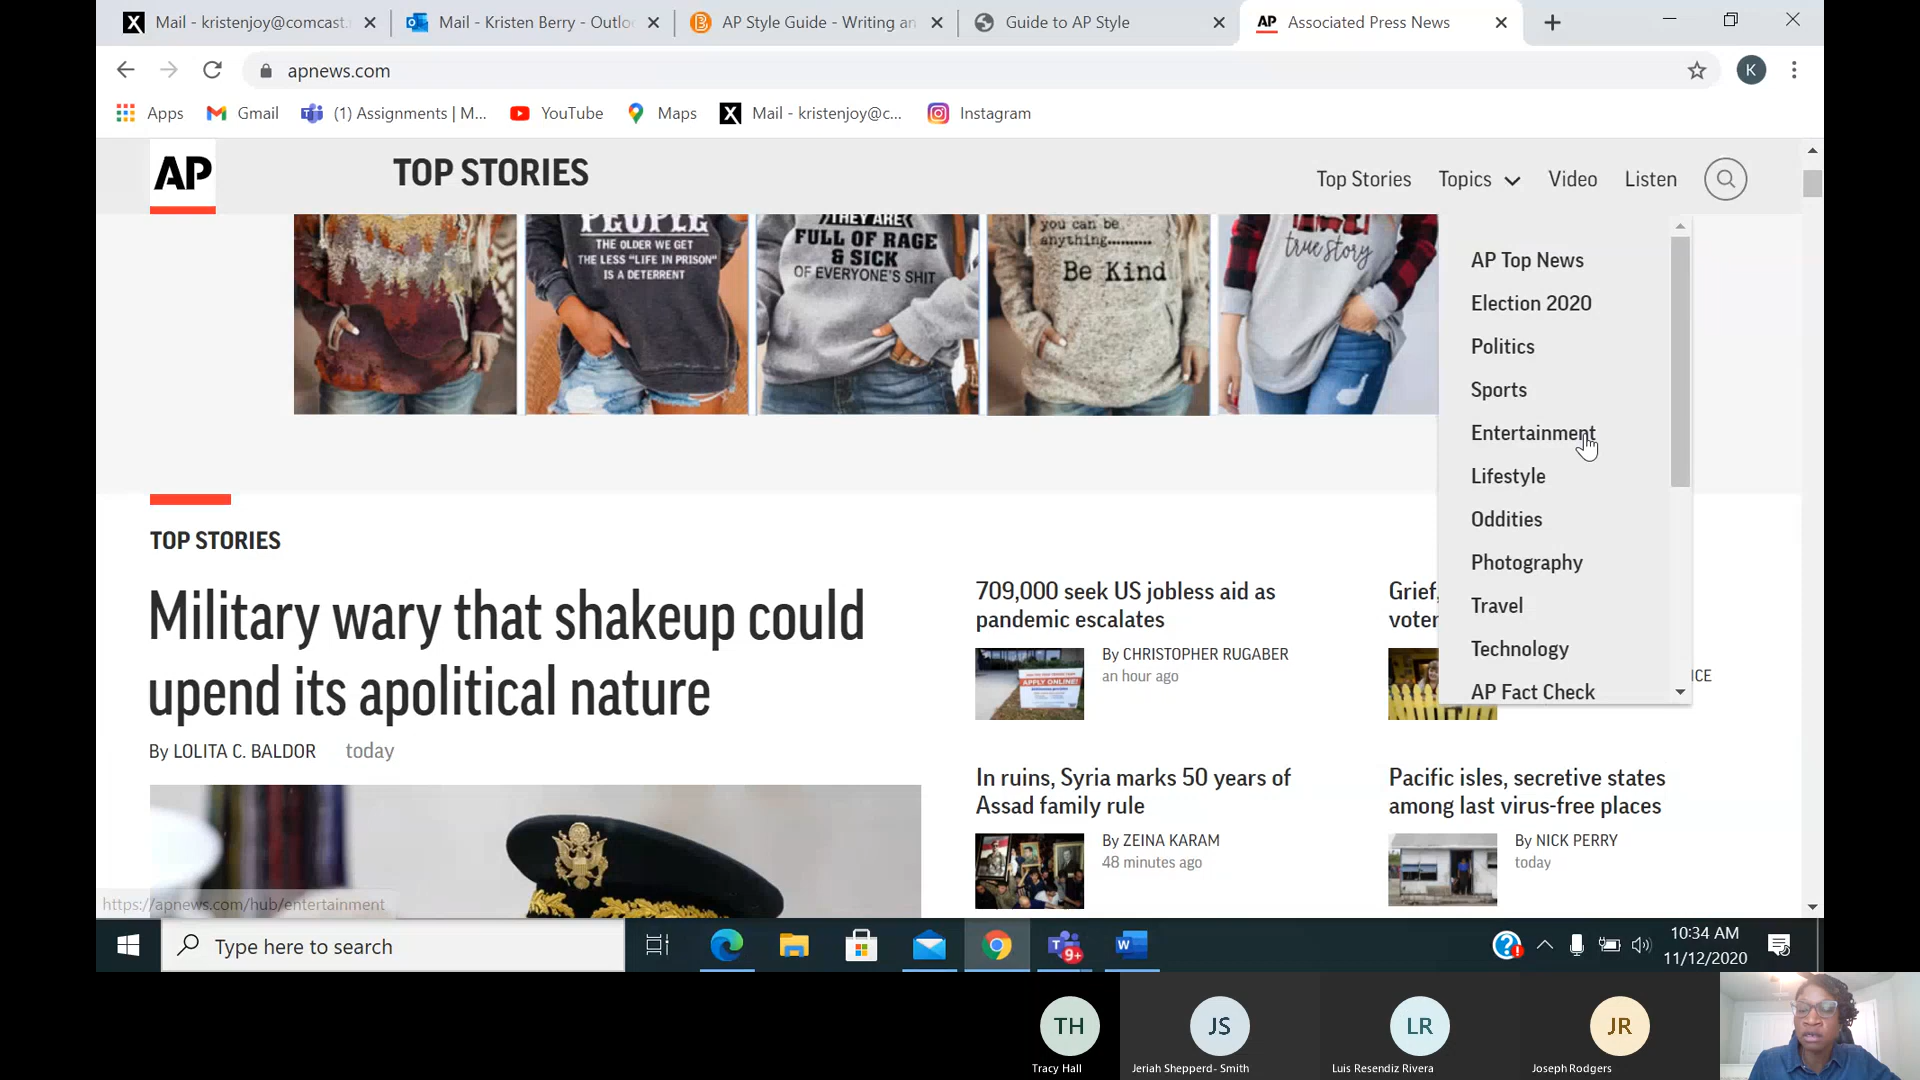 X Mail - kristenjoy@comcast.
Mail - Kristen Berry - Outlo
AP Style Guide - Writing an
Guide to AP Style
AP Associated Press News
apnews.com
K
Apps
Gmail
(1) Assignments | M...
YouTube
Maps
X Mail - kristenjoy@c...
Instagram
AP
TOP STORIES
Top Stories
Topics
Video
Listen
PEOPLE
THE OLDER WE GET
THE LESS "LIFE IN PRISON"
IS A DETERRENT
THEY ARE
FULL OF RAGE
& SICK
OF EVERYONE'S SHIT
you can be
anything..........
Be Kind
true story
AP Top News
Election 2020
Politics
Sports
Entertainment
Lifestyle
Oddities
Photography
Travel
Technology
AP Fact Check
TOP STORIES
Military wary that shakeup could
upend its apolitical nature
By LOLITA C. BALDOR today
709,000 seek US jobless aid as
pandemic escalates
By CHRISTOPHER RUGABER
an hour ago
APPLY ONLINE!
Grief,
voter
ICE
In ruins, Syria marks 50 years of
Assad family rule
By ZEINA KARAM
48 minutes ago
Pacific isles, secretive states
among last virus-free places
By NICK PERRY
today
https://apnews.com/hub/entertainment
Type here to search
T
9+
W
10:34 AM
11/12/2020
TH
Tracy Hall
JS
Jeriah Shepperd- Smith
LR
Luis Resendiz Rivera
JR
Joseph Rodgers